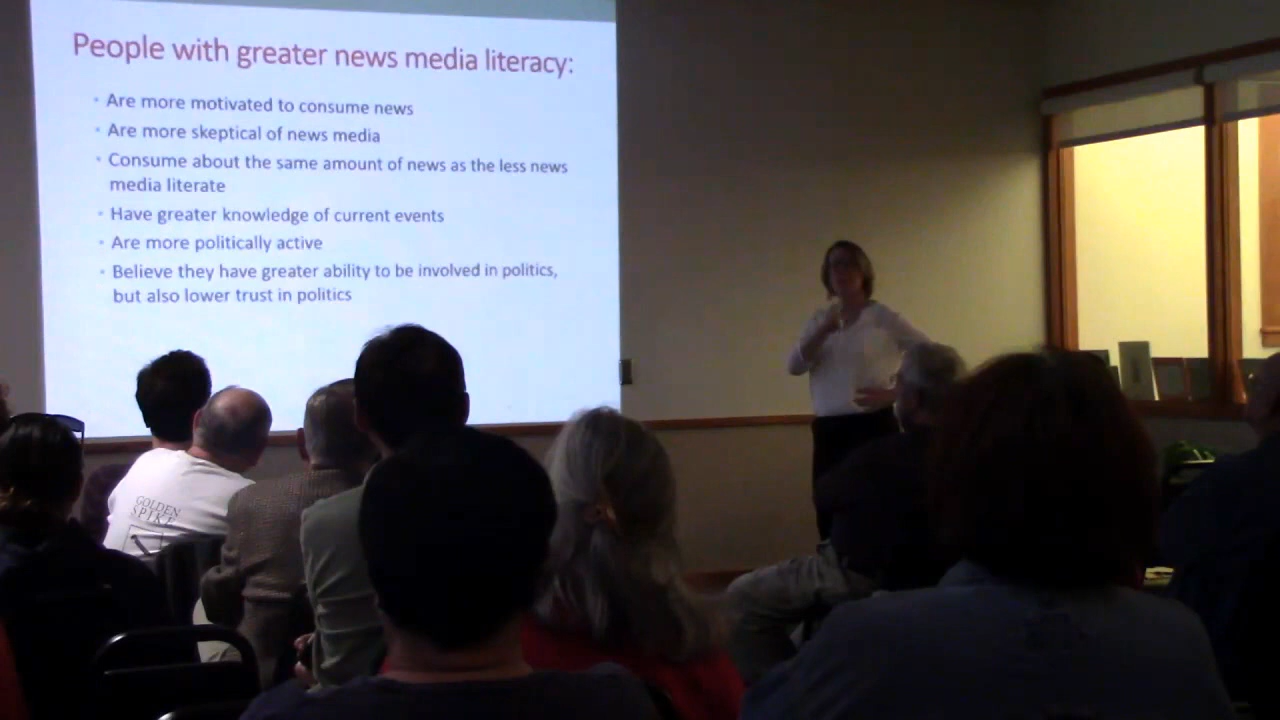 People with greater news media literacy:
• Are more motivated to consume news
• Are more skeptical of news media
• Consume about the same amount of news as the less news
media literate
• Have greater knowledge of current events
• Are more politically active
• Believe they have greater ability to be involved in politics,
but also lower trust in politics
GOLDEN
SPIKE